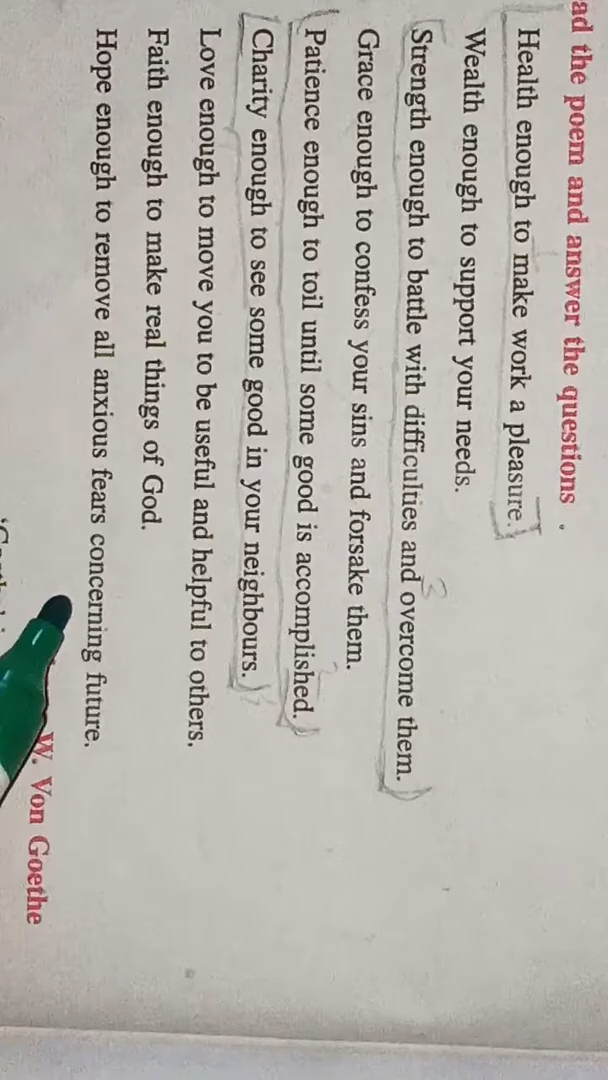 ad the poem and answer the questions .
Health enough to make work a pleasure.
Wealth enough to support your needs.
Strength enough to battle with difficulties and overcome them.
Grace enough to confess your sins and forsake them.
Patience enough to toil until some good is accomplished.
Charity enough to see some good in your neighbours.
Love enough to move you to be useful and helpful to others.
Faith enough to make real things of God.
Hope enough to remove all anxious fears concerning future.
W. Von Goethe